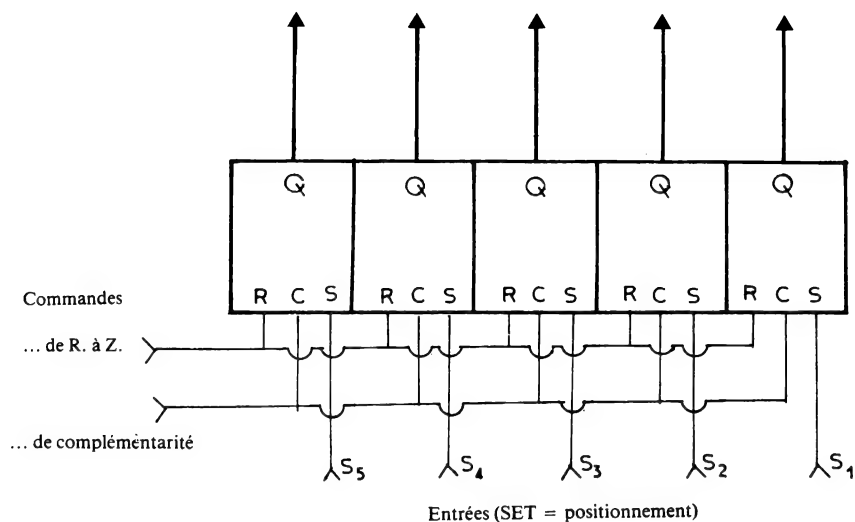 Q Q Q Q Q
R C S R C S R C S R C S R C S
Commandes
... de R. à Z.
... de complémentarité
S5 S4 S3 S2 S1
Entrées (SET = positionnement)